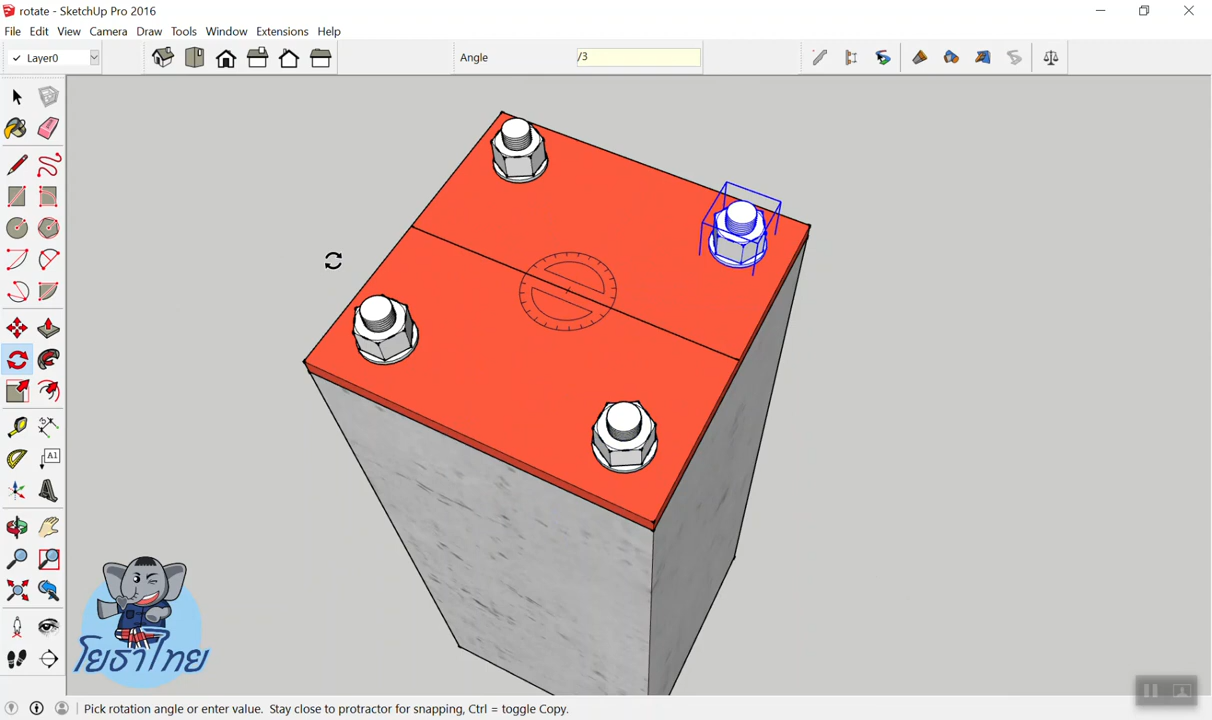 rotate - SketchUp Pro 2016
File Edit View Camera Draw Tools Window Extensions Help
Layer0
Angle /3
A1
Pick rotation angle or enter value. Stay close to protractor for snapping, Ctrl = toggle Copy.
โยธาไทย